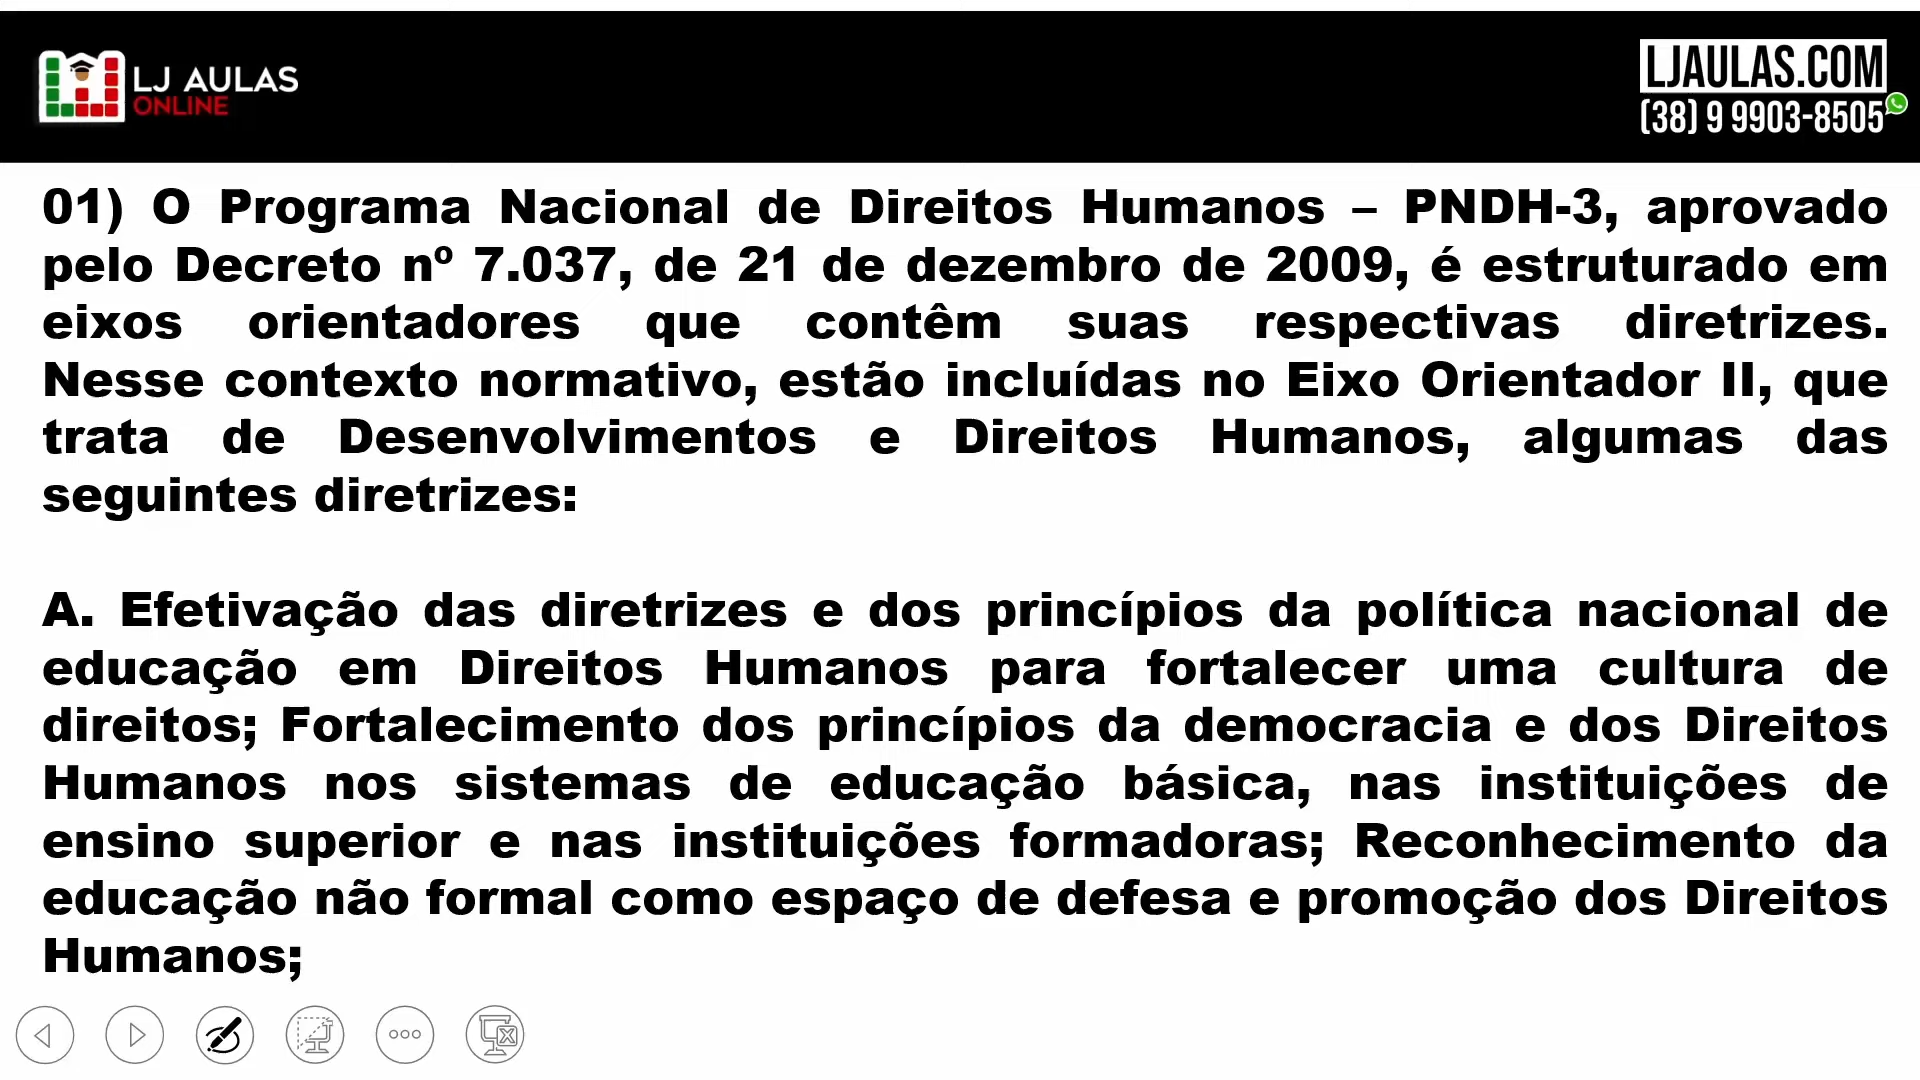 LJ AULAS
ONLINE
LJAULAS.COM
(38) 9 9903-8505
01) O Programa Nacional de Direitos Humanos – PNDH-3, aprovado
pelo Decreto nº 7.037, de 21 de dezembro de 2009, é estruturado em
eixos orientadores que contêm suas respectivas diretrizes.
Nesse contexto normativo, estão incluídas no Eixo Orientador II, que
trata de Desenvolvimentos e Direitos Humanos, algumas das
seguintes diretrizes:
A. Efetivação das diretrizes e dos princípios da política nacional de
educação em Direitos Humanos para fortalecer uma cultura de
direitos; Fortalecimento dos princípios da democracia e dos Direitos
Humanos nos sistemas de educação básica, nas instituições de
ensino superior e nas instituições formadoras; Reconhecimento da
educação não formal como espaço de defesa e promoção dos Direitos
Humanos;